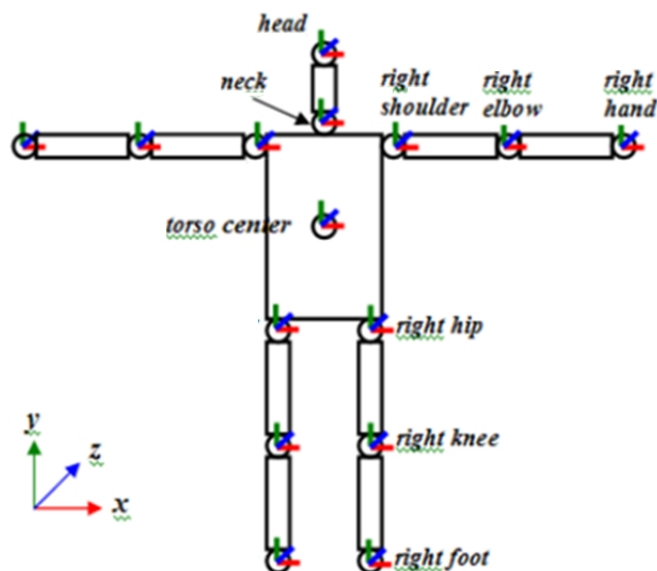 head
neck
right shoulder
right elbow
right hand
torso center
right hip
y
z
right knee
x
right foot